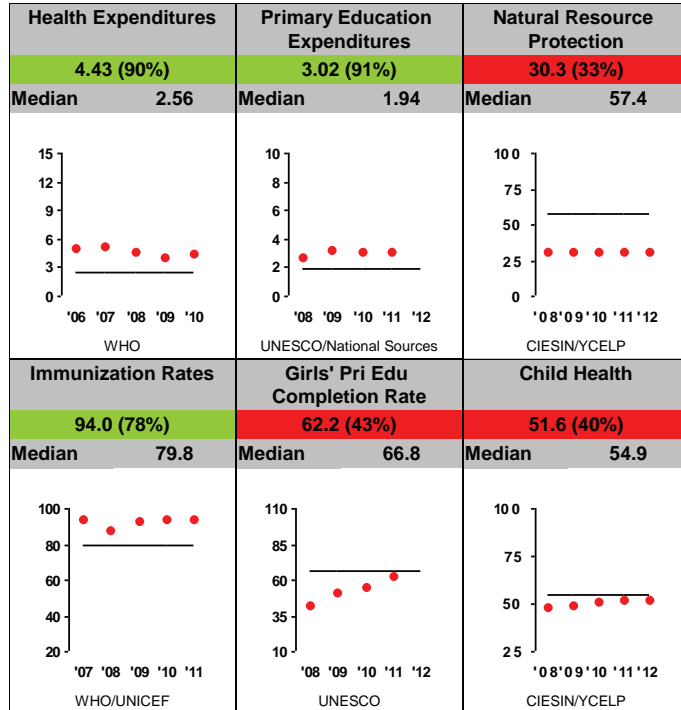 Health Expenditures
4.43 (90%)
Median 2.56
15
12
9
6
3
0
'06 '07 '08 '09 '10
WHO
Primary Education
Expenditures
3.02 (91%)
Median 1.94
10
8
6
4
2
0
'08 '09 '10 '11 '12
UNESCO/National Sources
Natural Resource
Protection
30.3 (33%)
Median 57.4
100
75
50
25
0
'08 '09 '10 '11 '12
CIESIN/YCELP
Immunization Rates
94.0 (78%)
Median 79.8
100
80
60
40
20
'07 '08 '09 '10 '11
WHO/UNICEF
Girls' Pri Edu
Completion Rate
62.2 (43%)
Median 66.8
110
85
60
35
10
'08 '09 '10 '11 '12
UNESCO
Child Health
51.6 (40%)
Median 54.9
100
75
50
25
'08 '09 '10 '11 '12
CIESIN/YCELP